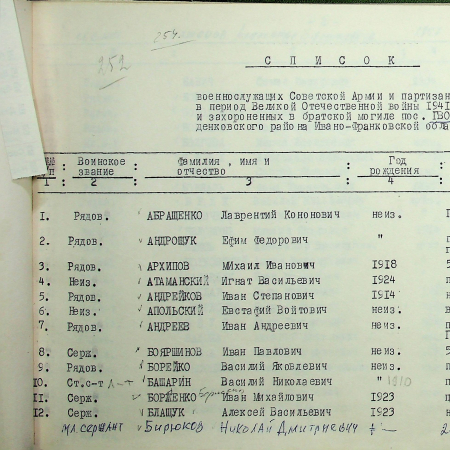 254.
252
С П И С О К
военнослужащих Советской Армии и партизан
в период Великой Отечественной войны 1941
и захороненных в братской могиле пос. ГВО
денковского района Ивано-Франковской обла
Воинское звание : Фамилия , имя и отчество : Год рождения :
1 : 2 : 3 : 4 :
1. Рядов. АБРАЩЕНКО Лаврентий Кононович неиз.
2. Рядов. АНДРОЩУК Ефим Федорович "
3. Рядов. АРХИПОВ Михаил Иванович 1918
4. Неиз. АТАМАНСКИЙ Игнат Васильевич 1924
5. Рядов. АНДРЕЙКОВ Иван Степанович 1914
6. Неиз. АПОЛЬСКИЙ Евстафий Войтович неиз.
7. Рядов. АНДРЕЕВ Иван Андреевич неиз.
8. Серж. БОЯРШИНОВ Иван Павлович неиз.
9. Рядов. БОРЕЙКО Василий Яковлевич неиз.
10. Ст.с-т БАШАРИН Василий Николаевич " 1910
11. Серж. БОРЖЕНКО Иван Михайлович 1923
12. Серж. БЛАЩУК Алексей Васильевич 1923
мл. сержант Бирюков Николай Дмитриевич